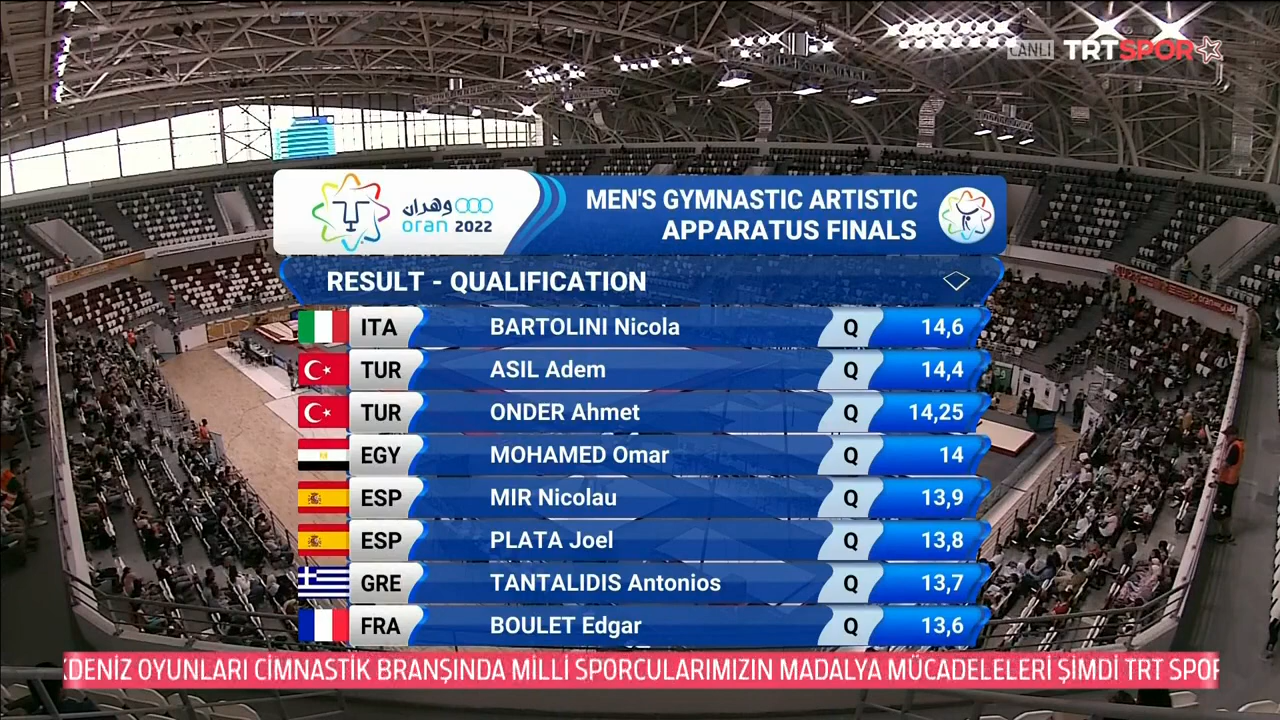 CANLI TRTSPOR
وهران
oran 2022
MEN'S GYMNASTIC ARTISTIC
APPARATUS FINALS
RESULT - QUALIFICATION
ITA BARTOLINI Nicola Q 14,6
TUR ASIL Adem Q 14,4
TUR ONDER Ahmet Q 14,25
EGY MOHAMED Omar Q 14
ESP MIR Nicolau Q 13,9
ESP PLATA Joel Q 13,8
GRE TANTALIDIS Antonios Q 13,7
FRA BOULET Edgar Q 13,6
KDENİZ OYUNLARI CİMNASTİK BRANŞINDA MİLLİ SPORCULARIMIZIN MADALYA MÜCADELELERİ ŞİMDİ TRT SPOR